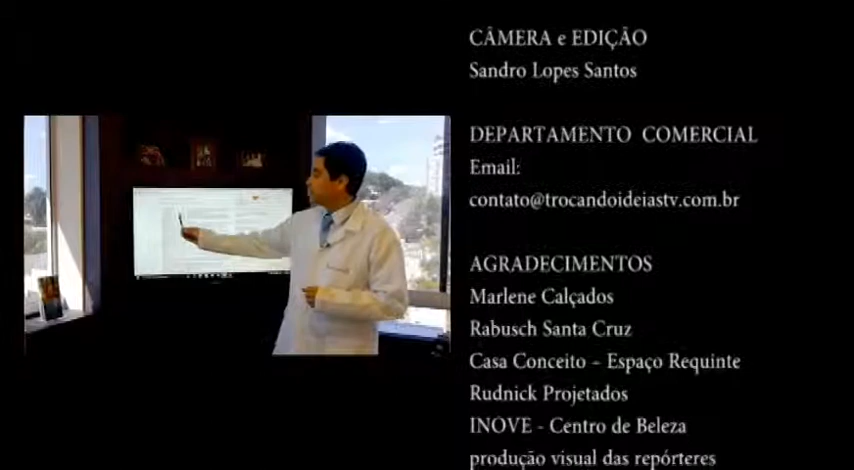 CÂMERA e EDIÇÃO
Sandro Lopes Santos
DEPARTAMENTO COMERCIAL
Email:
contato@trocandoideiastv.com.br
AGRADECIMENTOS
Marlene Calçados
Rabusch Santa Cruz
Casa Conceito – Espaço Requinte
Rudnick Projetados
INOVE - Centro de Beleza
produção visual das repórteres